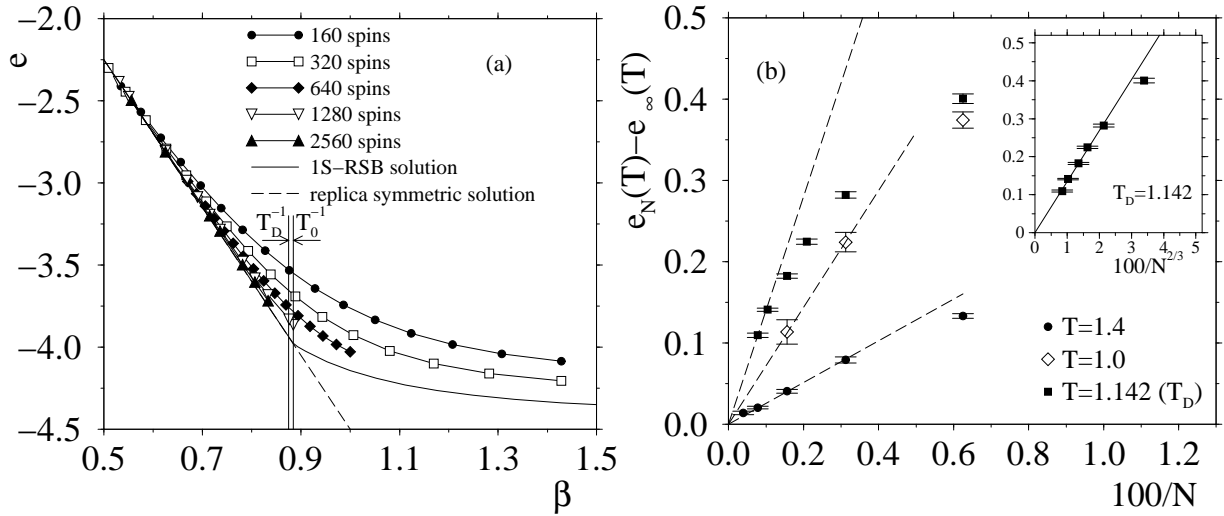 −2.0
−2.5
−3.0
−3.5
−4.0
−4.5
e
160 spins
320 spins
640 spins
1280 spins
2560 spins
1S−RSB solution
replica symmetric solution
(a)
T_D^−1
T_0^−1
0.5
0.7
0.9
1.1
1.3
1.5
β
0.5
0.4
0.3
0.2
0.1
0.0
e_N(T)−e_∞(T)
(b)
0.5
0.4
0.3
0.2
0.1
0
T_D=1.142
0 1 2 3 4 5
100/N^2/3
T=1.4
T=1.0
T=1.142 (T_D)
0.0
0.2
0.4
0.6
0.8
1.0
1.2
100/N